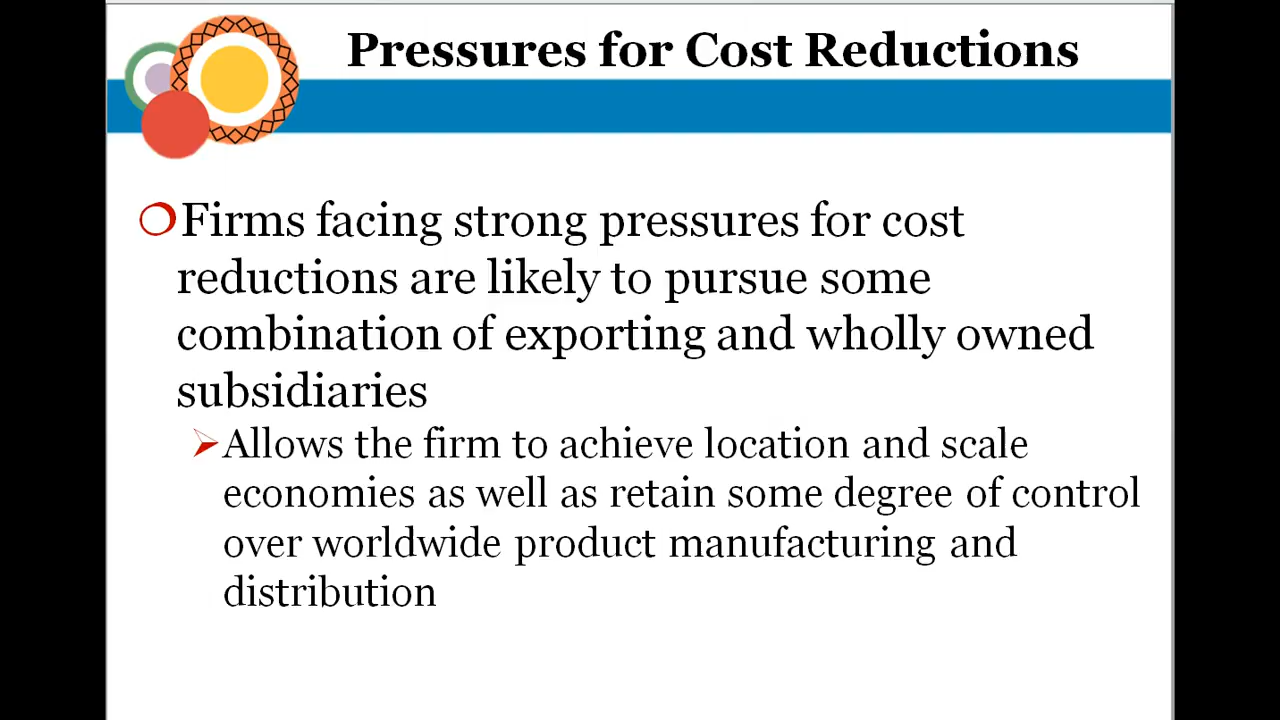 Pressures for Cost Reductions
Firms facing strong pressures for cost
reductions are likely to pursue some
combination of exporting and wholly owned
subsidiaries
Allows the firm to achieve location and scale
economies as well as retain some degree of control
over worldwide product manufacturing and
distribution